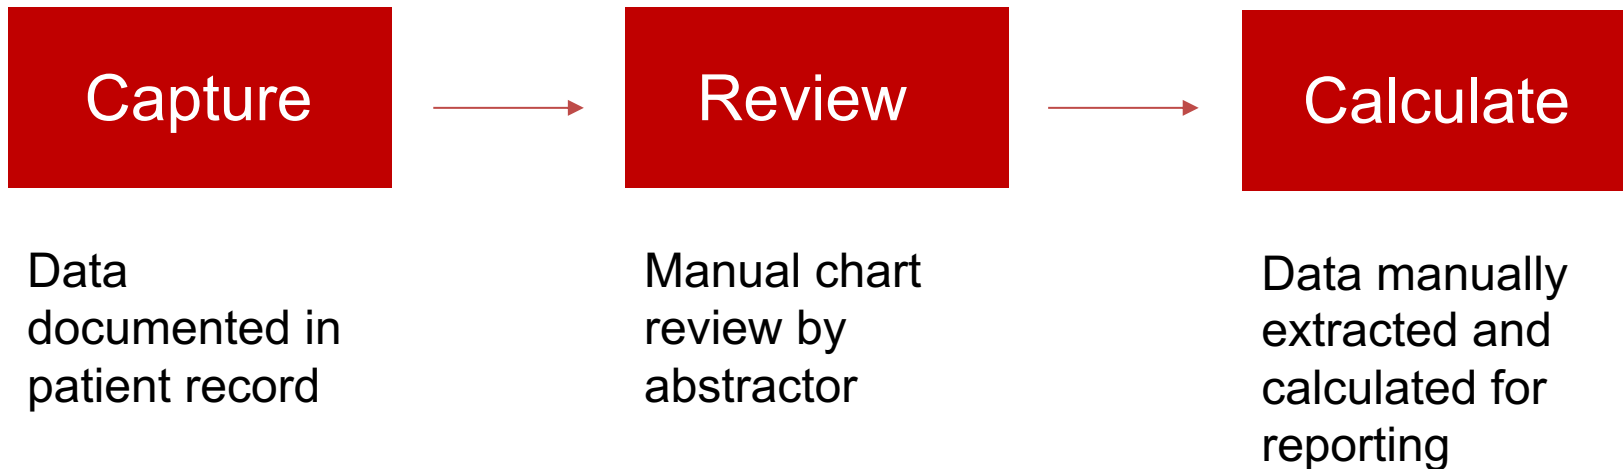 Capture
Review
Calculate
Data
documented in
patient record
Manual chart
review by
abstractor
Data manually
extracted and
calculated for
reporting